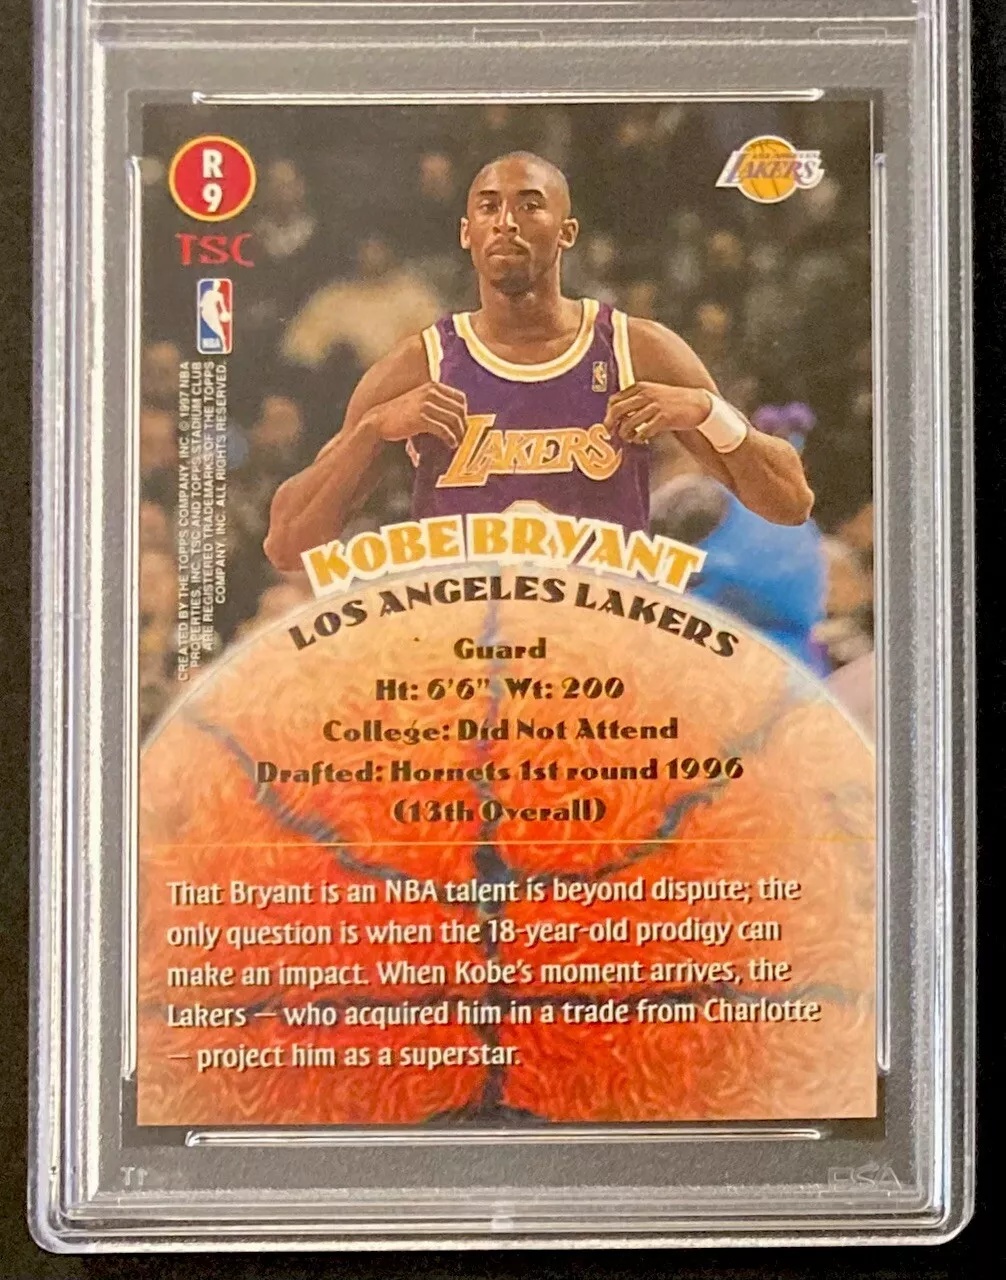 R
9
TSC
NBA
LOS ANGELES
LAKERS
LAKERS
CREATED BY THE TOPPS COMPANY, INC. © 1997 NBA
PROPERTIES, INC. TSC AND TOPPS STADIUM CLUB
ARE REGISTERED TRADEMARKS OF THE TOPPS
COMPANY, INC. ALL RIGHTS RESERVED.
KOBE BRYANT
LOS ANGELES LAKERS
Guard
Ht: 6'6" Wt: 200
College: Did Not Attend
Drafted: Hornets 1st round 1996
(13th Overall)
That Bryant is an NBA talent is beyond dispute; the
only question is when the 18-year-old prodigy can
make an impact. When Kobe's moment arrives, the
Lakers — who acquired him in a trade from Charlotte
— project him as a superstar.
PSA